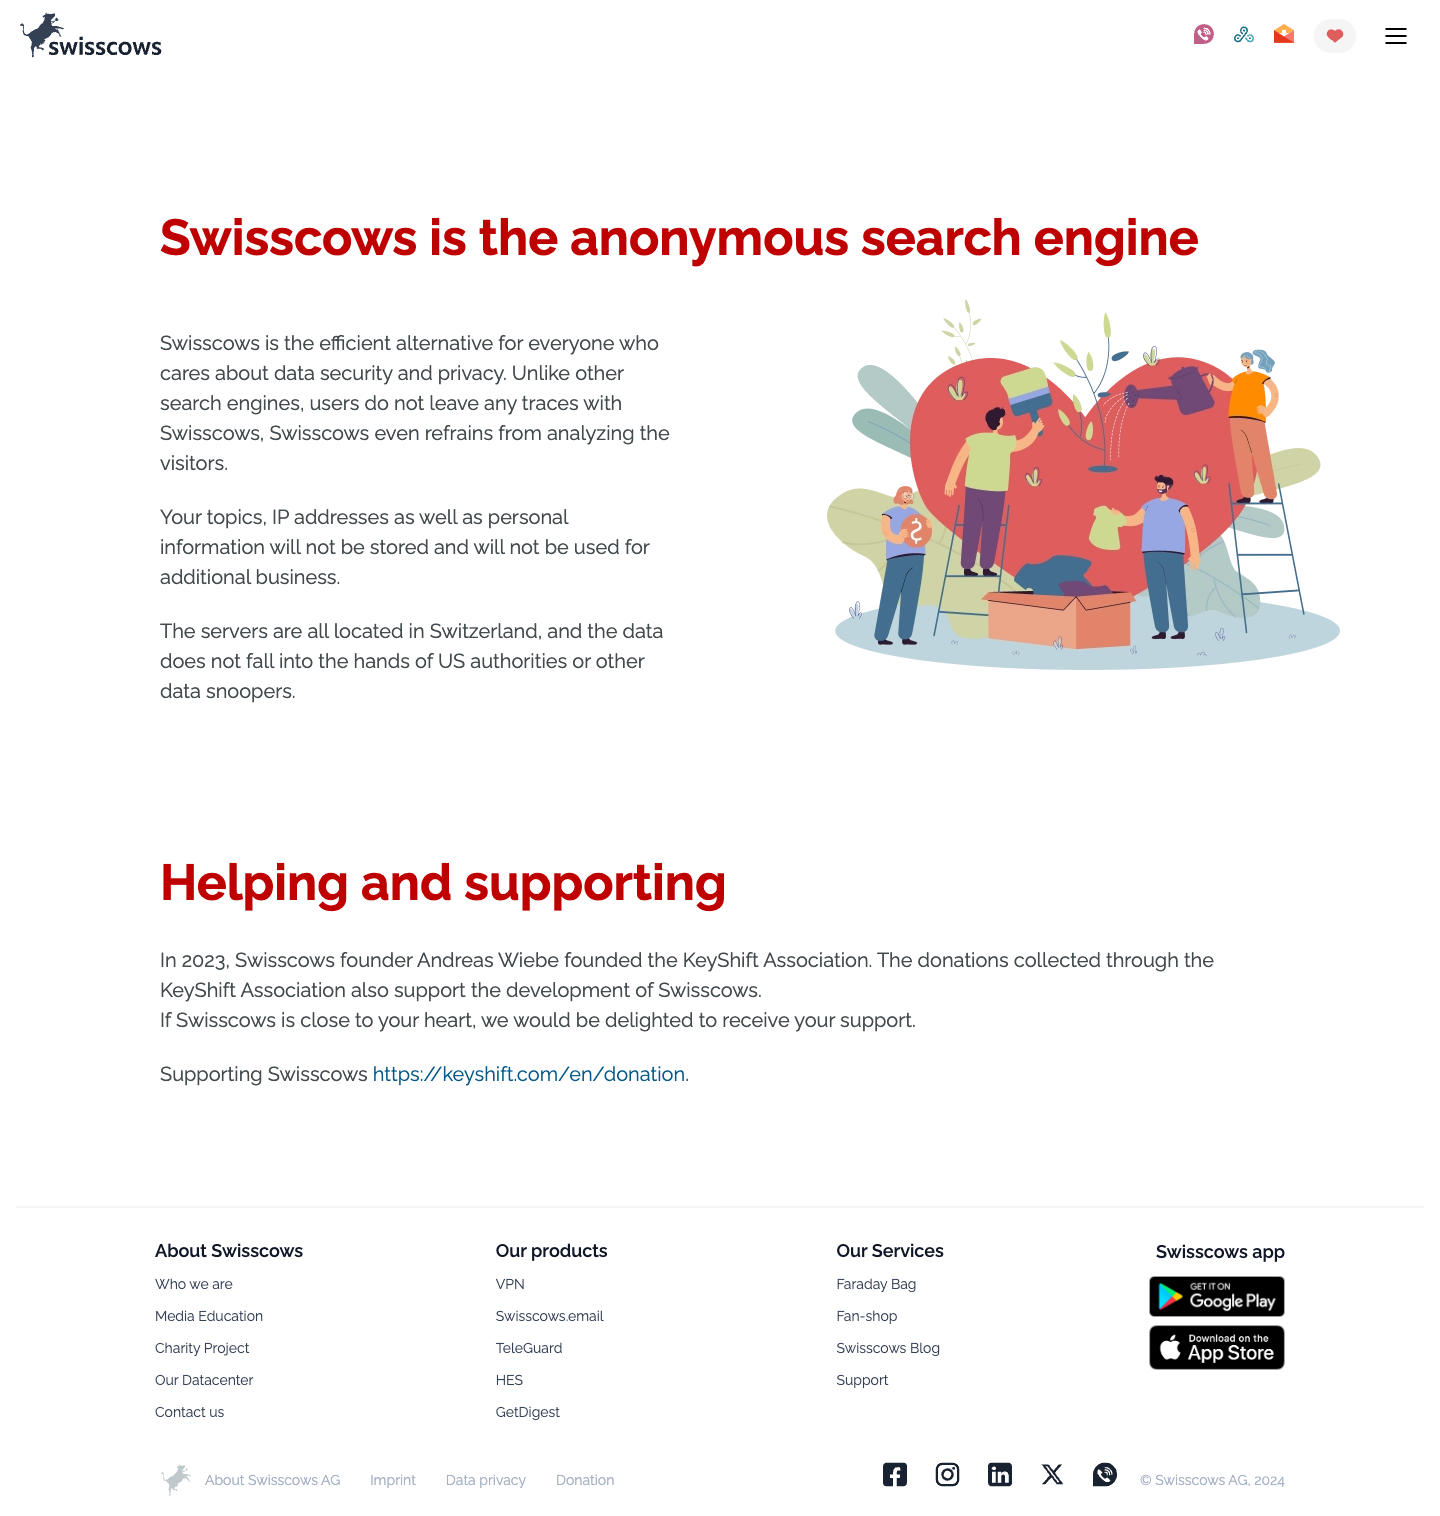 swisscows
Swisscows is the anonymous search engine
Swisscows is the efficient alternative for everyone who
cares about data security and privacy. Unlike other
search engines, users do not leave any traces with
Swisscows, Swisscows even refrains from analyzing the
visitors.
Your topics, IP addresses as well as personal
information will not be stored and will not be used for
additional business.
The servers are all located in Switzerland, and the data
does not fall into the hands of US authorities or other
data snoopers.
Helping and supporting
In 2023, Swisscows founder Andreas Wiebe founded the KeyShift Association. The donations collected through the
KeyShift Association also support the development of Swisscows.
If Swisscows is close to your heart, we would be delighted to receive your support.
Supporting Swisscows https://keyshift.com/en/donation.
About Swisscows
Who we are
Media Education
Charity Project
Our Datacenter
Contact us
Our products
VPN
Swisscows.email
TeleGuard
HES
GetDigest
Our Services
Faraday Bag
Fan-shop
Swisscows Blog
Support
Swisscows app
GET IT ON
Google Play
Download on the
App Store
About Swisscows AG
Imprint
Data privacy
Donation
© Swisscows AG, 2024